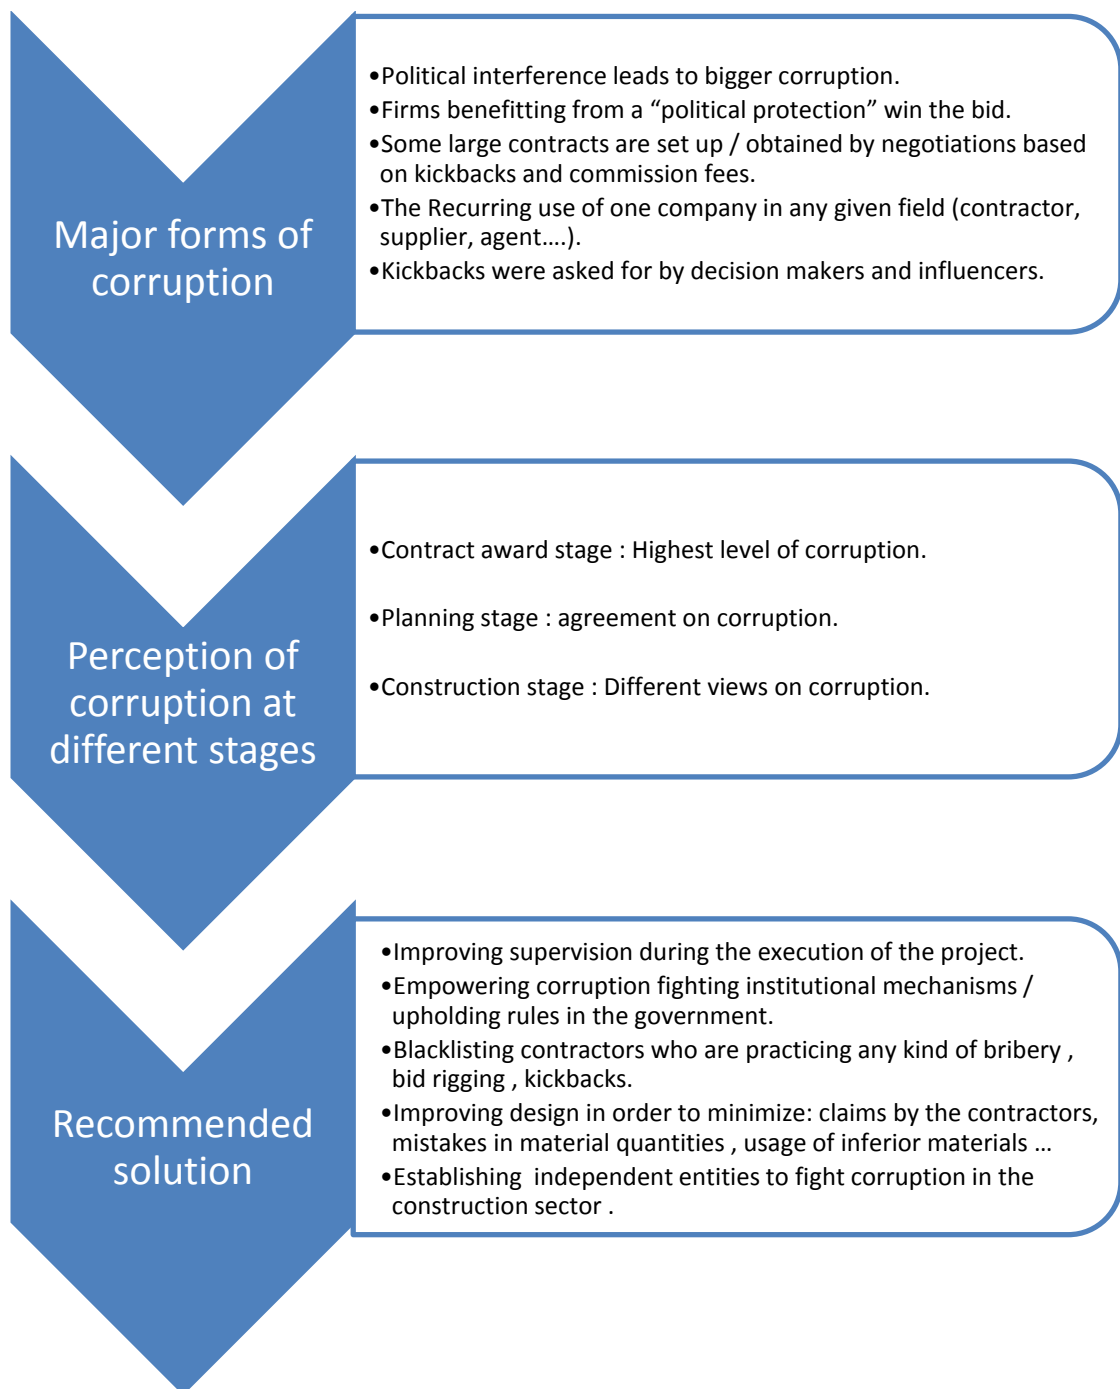 Major forms of
corruption
•Political interference leads to bigger corruption.
•Firms benefitting from a “political protection” win the bid.
•Some large contracts are set up / obtained by negotiations based
on kickbacks and commission fees.
•The Recurring use of one company in any given field (contractor,
supplier, agent....).
•Kickbacks were asked for by decision makers and influencers.
Perception of
corruption at
different stages
•Contract award stage : Highest level of corruption.
•Planning stage : agreement on corruption.
•Construction stage : Different views on corruption.
Recommended
solution
•Improving supervision during the execution of the project.
•Empowering corruption fighting institutional mechanisms /
upholding rules in the government.
•Blacklisting contractors who are practicing any kind of bribery ,
bid rigging , kickbacks.
•Improving design in order to minimize: claims by the contractors,
mistakes in material quantities , usage of inferior materials ...
•Establishing  independent entities to fight corruption in the
construction sector .